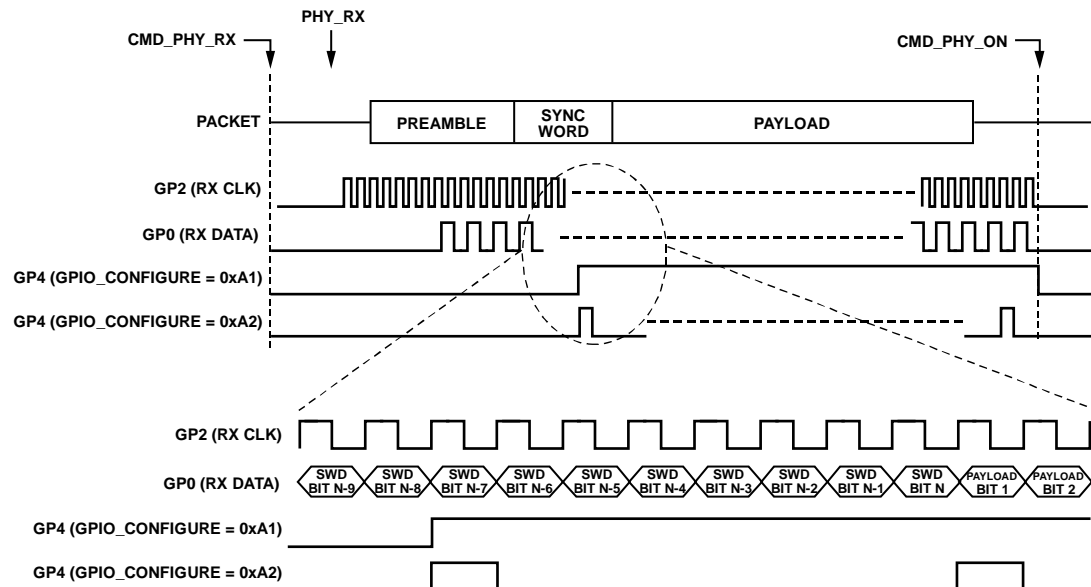 PHY_RX
CMD_PHY_RX
CMD_PHY_ON
PACKET
PREAMBLE
SYNC
WORD
PAYLOAD
GP2 (RX CLK)
GP0 (RX DATA)
GP4 (GPIO_CONFIGURE = 0xA1)
GP4 (GPIO_CONFIGURE = 0xA2)
GP2 (RX CLK)
GP0 (RX DATA)
SWD
BIT N-9
SWD
BIT N-8
SWD
BIT N-7
SWD
BIT N-6
SWD
BIT N-5
SWD
BIT N-4
SWD
BIT N-3
SWD
BIT N-2
SWD
BIT N-1
SWD
BIT N
PAYLOAD
BIT 1
PAYLOAD
BIT 2
GP4 (GPIO_CONFIGURE = 0xA1)
GP4 (GPIO_CONFIGURE = 0xA2)